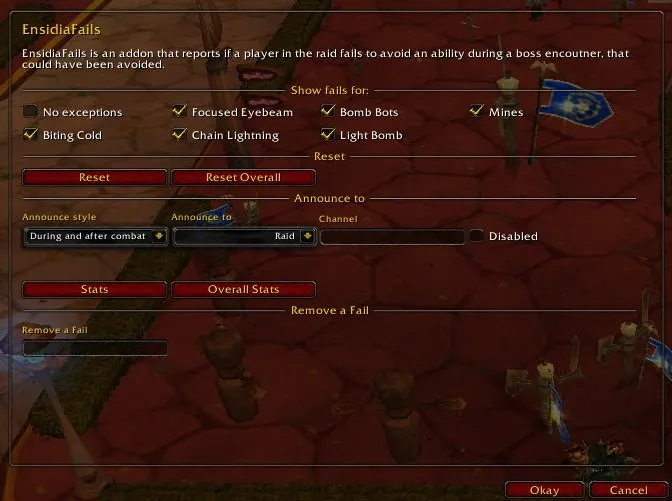 EnsidiaFails
EnsidiaFails is an addon that reports if a player in the raid fails to avoid an ability during a boss encoutner, that
could have been avoided.
Show fails for:
No exceptions Focused Eyebeam Bomb Bots Mines
Biting Cold Chain Lightning Light Bomb
Reset
Reset Reset Overall
Announce to
Announce style Announce to Channel
During and after combat Raid Disabled
Stats Overall Stats
Remove a Fail
Remove a Fail
Okay Cancel